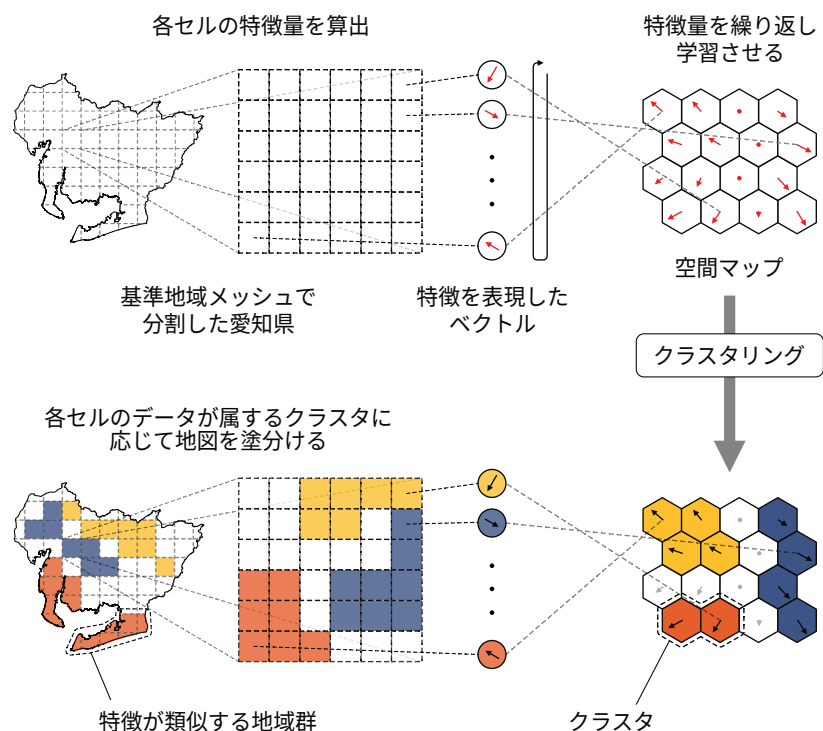 各セルの特徴量を算出
特徴量を繰り返し
学習させる
基準地域メッシュで
分割した愛知県
特徴を表現した
ベクトル
空間マップ
クラスタリング
各セルのデータが属するクラスタに
応じて地図を塗分ける
特徴が類似する地域群
クラスタ